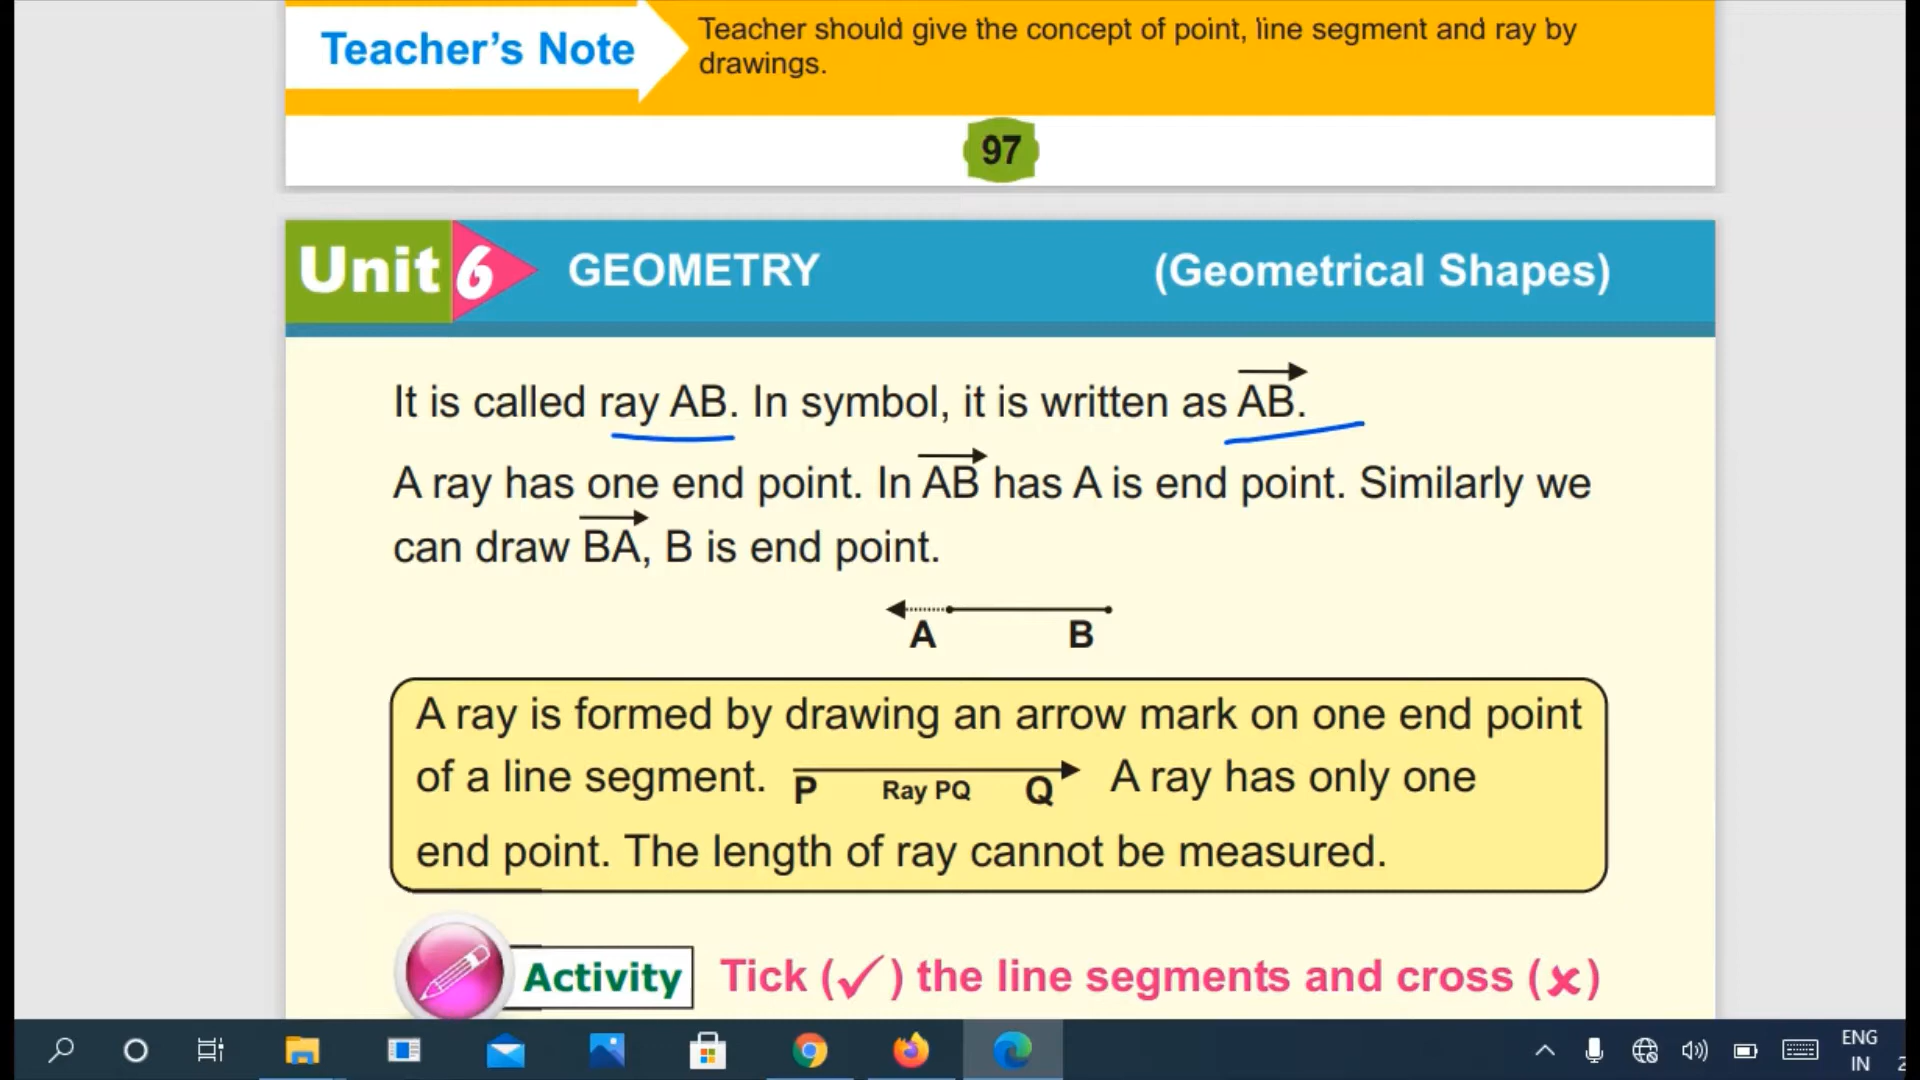 Teacher's Note
Teacher should give the concept of point, line segment and ray by
drawings.
97
Unit 6 GEOMETRY (Geometrical Shapes)
It is called ray AB. In symbol, it is written as AB.
A ray has one end point. In AB has A is end point. Similarly we
can draw BA, B is end point.
A B
A ray is formed by drawing an arrow mark on one end point
of a line segment. P Ray PQ Q A ray has only one
end point. The length of ray cannot be measured.
Activity Tick (✓) the line segments and cross (✗)
ENG
IN